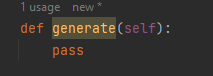 1 usage new *
def generate(self):
    pass